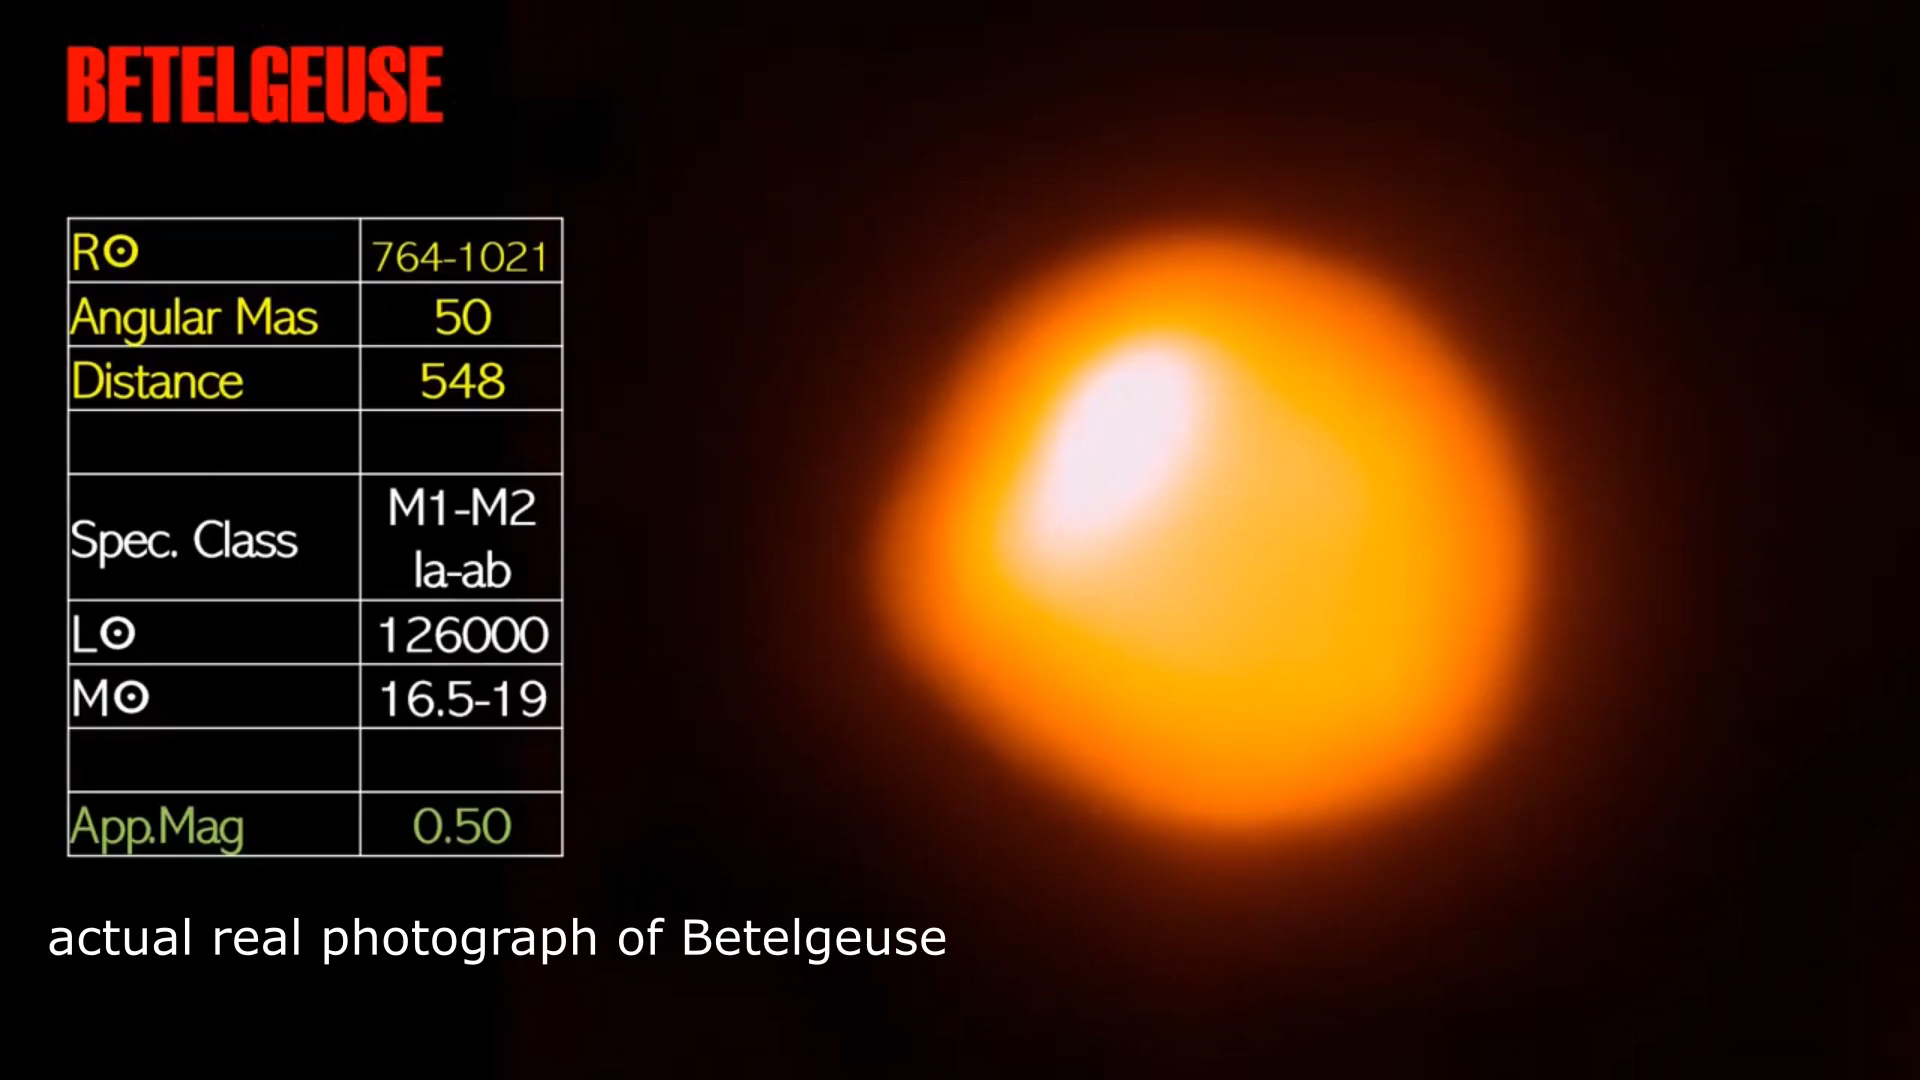 BETELGEUSE
R☉ 764-1021
Angular Mas 50
Distance 548
Spec. Class M1-M2
Ia-ab
L☉ 126000
M☉ 16.5-19
App.Mag 0.50
actual real photograph of Betelgeuse